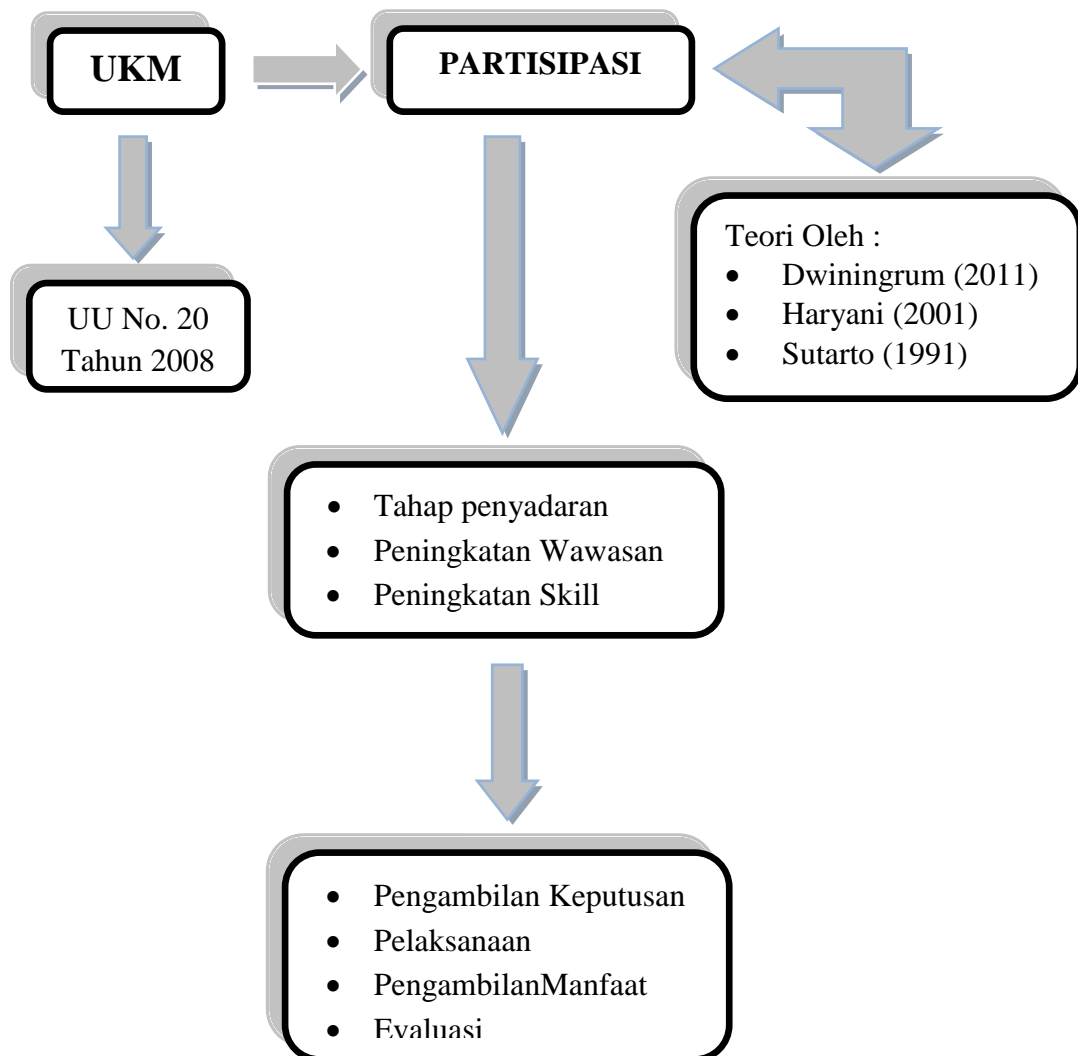 UKM
PARTISIPASI
UU No. 20
Tahun 2008
Teori Oleh :
• Dwiningrum (2011)
• Haryani (2001)
• Sutarto (1991)
• Tahap penyadaran
• Peningkatan Wawasan
• Peningkatan Skill
• Pengambilan Keputusan
• Pelaksanaan
• PengambilanManfaat
• Evaluasi